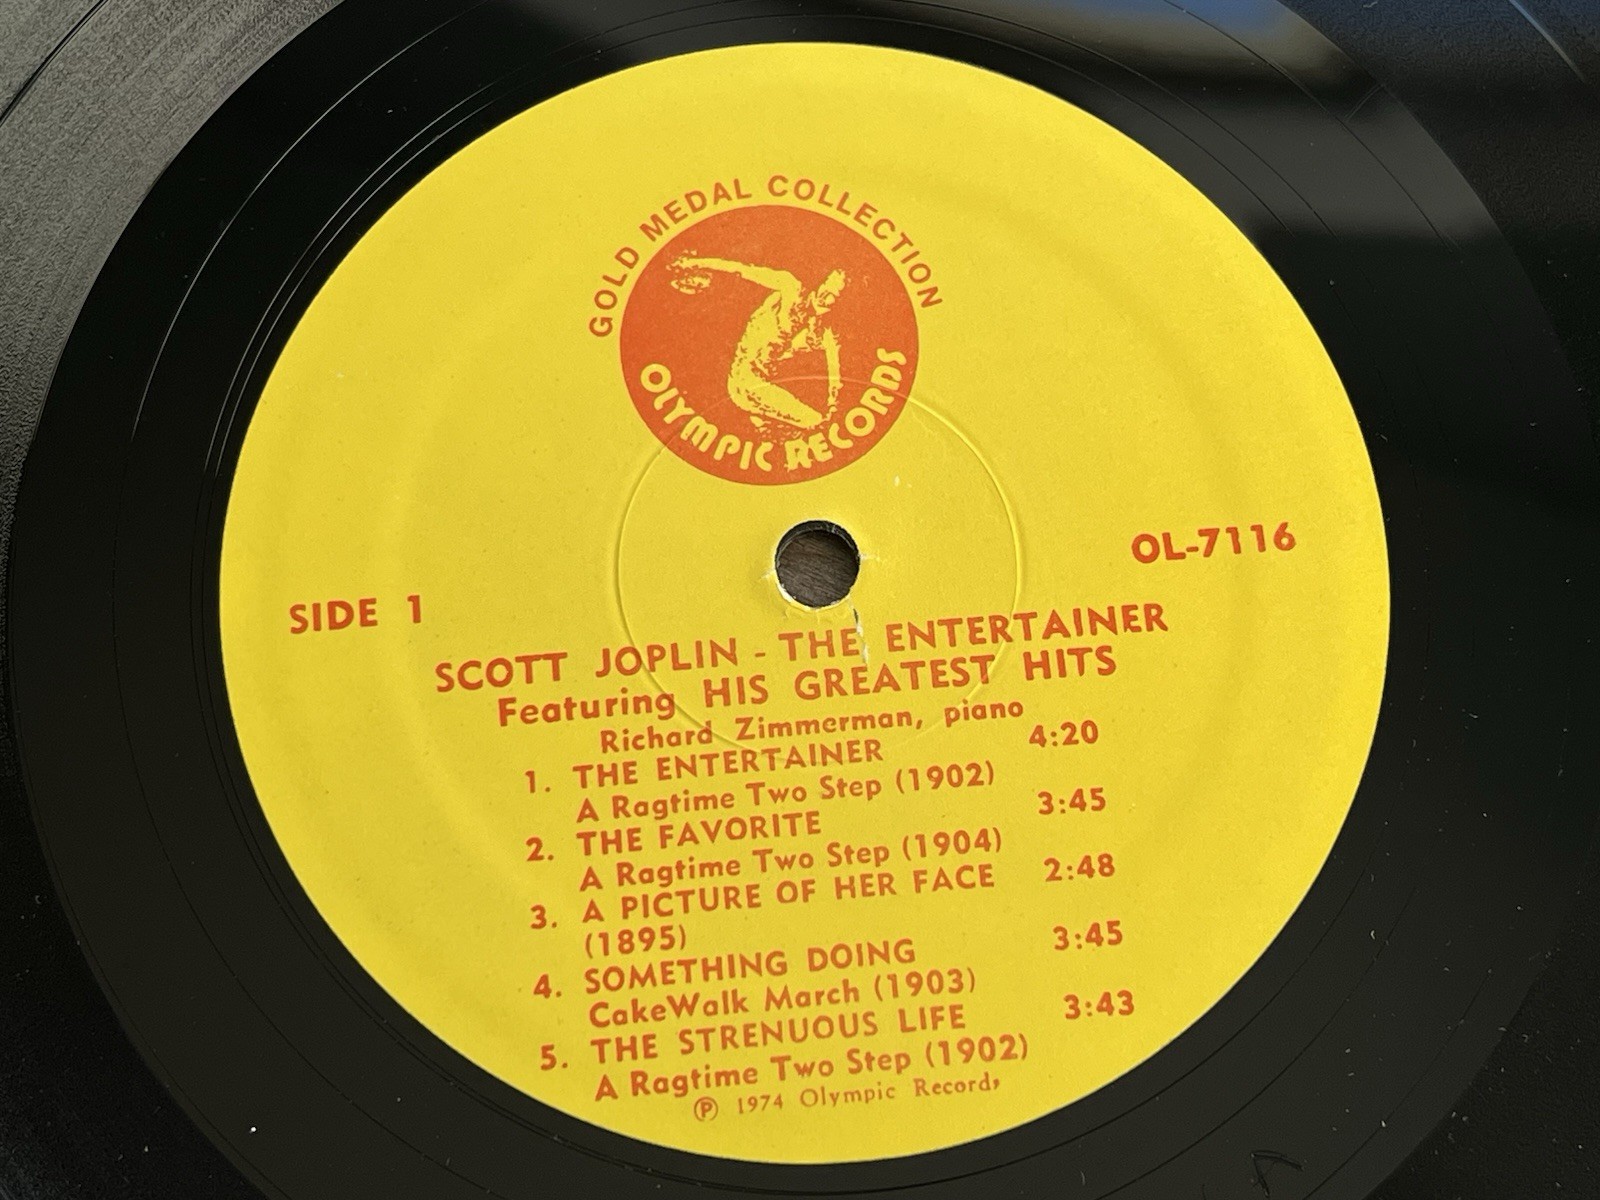 GOLD MEDAL COLLECTION
OLYMPIC RECORDS
OL-7116
SIDE 1
SCOTT JOPLIN - THE ENTERTAINER
Featuring HIS GREATEST HITS
Richard Zimmerman, piano
1. THE ENTERTAINER 4:20
A Ragtime Two Step (1902)
2. THE FAVORITE 3:45
A Ragtime Two Step (1904)
3. A PICTURE OF HER FACE 2:48
(1895)
4. SOMETHING DOING 3:45
CakeWalk March (1903)
5. THE STRENUOUS LIFE 3:43
A Ragtime Two Step (1902)
℗ 1974 Olympic Record,